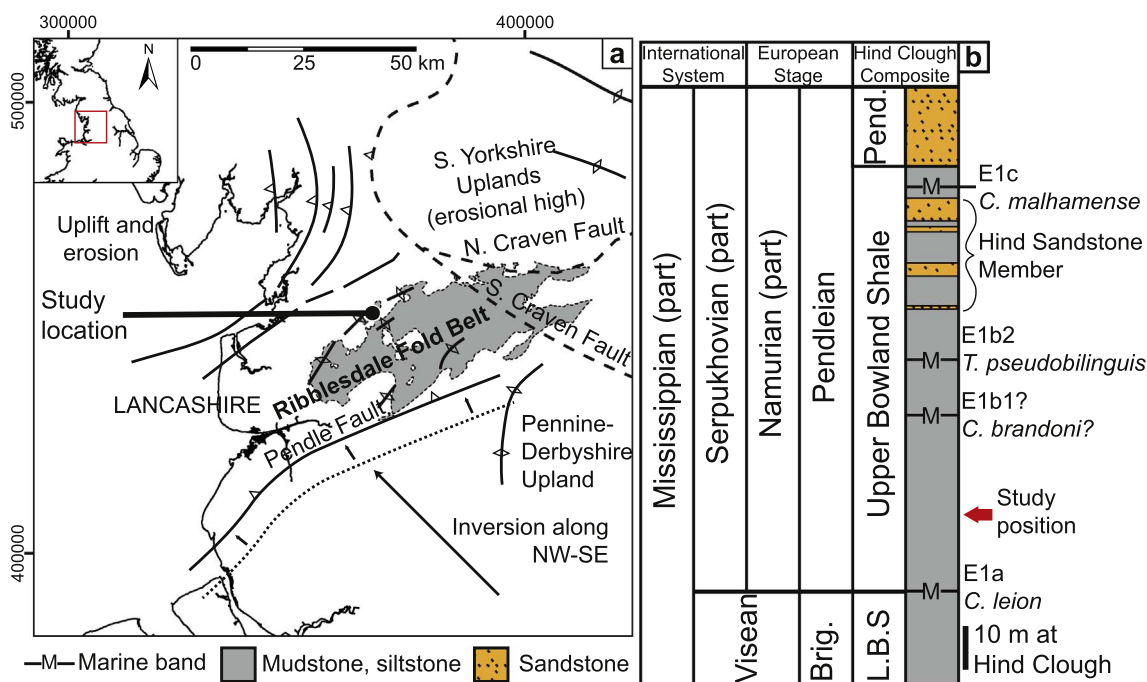 300000
400000
500000
400000
N
0
25
50 km
a
S. Yorkshire
Uplands
(erosional high)
N. Craven Fault
Uplift and
erosion
Study
location
S. Craven Fault
Ribblesdale Fold Belt
LANCASHIRE
Pendle Fault
Pennine-
Derbyshire
Upland
Inversion along
NW-SE
M Marine band
Mudstone, siltstone
Sandstone
b
International
System
European
Stage
Hind Clough
Composite
Mississippian (part)
Serpukhovian (part)
Visean
Namurian (part)
Pendleian
Brig.
Pend.
Upper Bowland Shale
L.B.S
M
E1c
C. malhamense
Hind Sandstone
Member
M
E1b2
T. pseudobilinguis
M
E1b1?
C. brandoni?
Study
position
M
E1a
C. leion
10 m at
Hind Clough